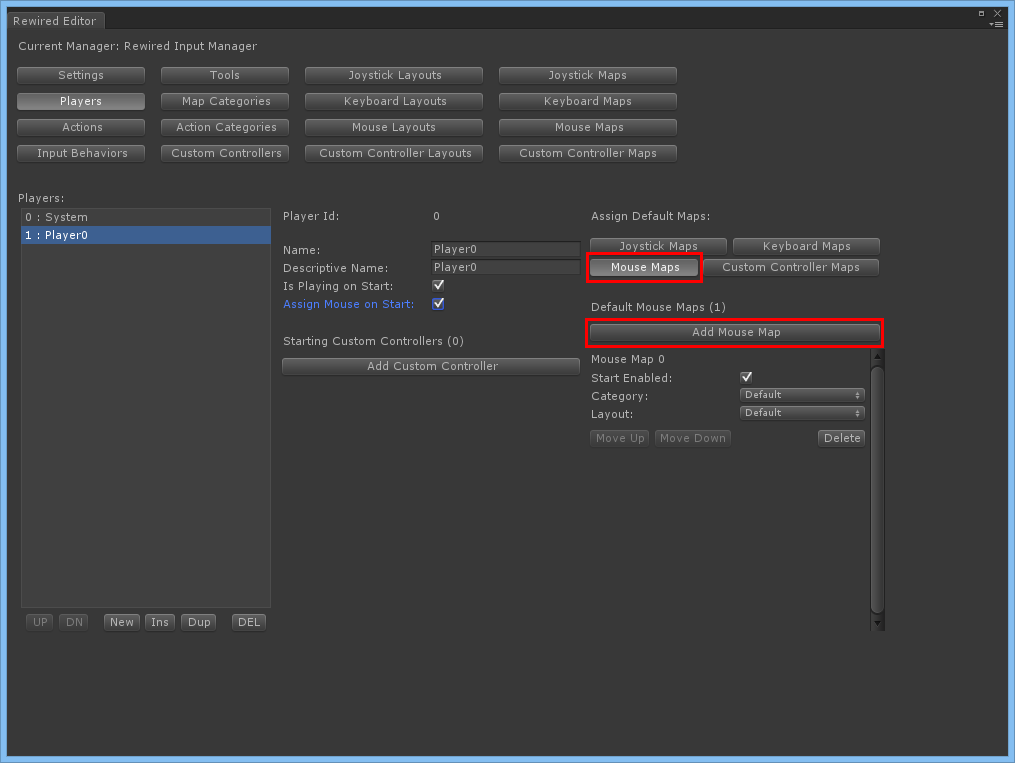 Rewired Editor
Current Manager: Rewired Input Manager
Settings Tools Joystick Layouts Joystick Maps
Players Map Categories Keyboard Layouts Keyboard Maps
Actions Action Categories Mouse Layouts Mouse Maps
Input Behaviors Custom Controllers Custom Controller Layouts Custom Controller Maps
Players:
0 : System
1 : Player0
UP DN New Ins Dup DEL
Player Id: 0
Name: Player0
Descriptive Name: Player0
Is Playing on Start:
Assign Mouse on Start:
Starting Custom Controllers (0)
Add Custom Controller
Assign Default Maps:
Joystick Maps Keyboard Maps
Mouse Maps Custom Controller Maps
Default Mouse Maps (1)
Add Mouse Map
Mouse Map 0
Start Enabled:
Category: Default
Layout: Default
Move Up Move Down Delete